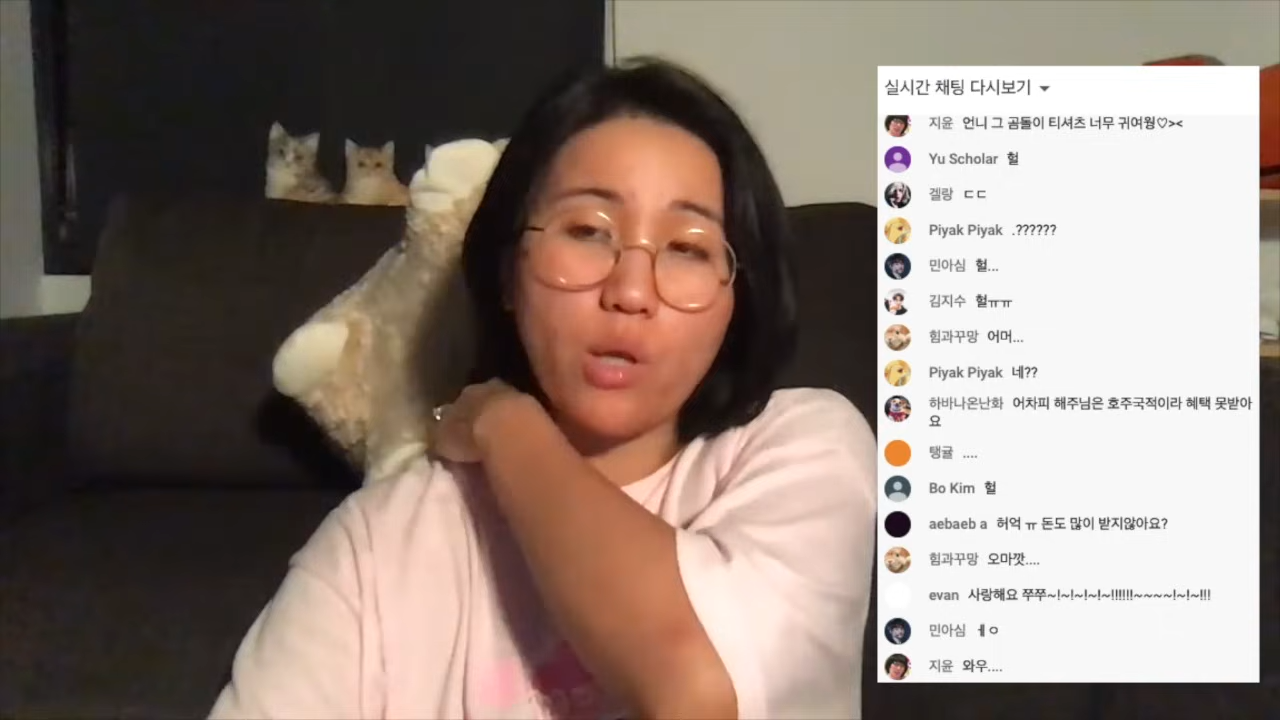 실시간 채팅 다시보기
지윤 언니 그 곰돌이 티셔츠 너무 귀여웡♡><
Yu Scholar 헐
겔랑 ㄷㄷ
Piyak Piyak .??????
민아심 헐...
김지수 헐ㅠㅠ
힘과꾸망 어머...
Piyak Piyak 네??
하바나온난화 어차피 해주님은 호주국적이라 혜택 못받아
요
탱귤 ....
Bo Kim 헐
aebaeb a 허억 ㅠ 돈도 많이 받지않아요?
힘과꾸망 오마깟....
evan 사랑해요 쭈쭈~!~!~!~!~!!!!!!~~~~!~!~!!!
민아심 ㅔㅇ
지윤 와우....